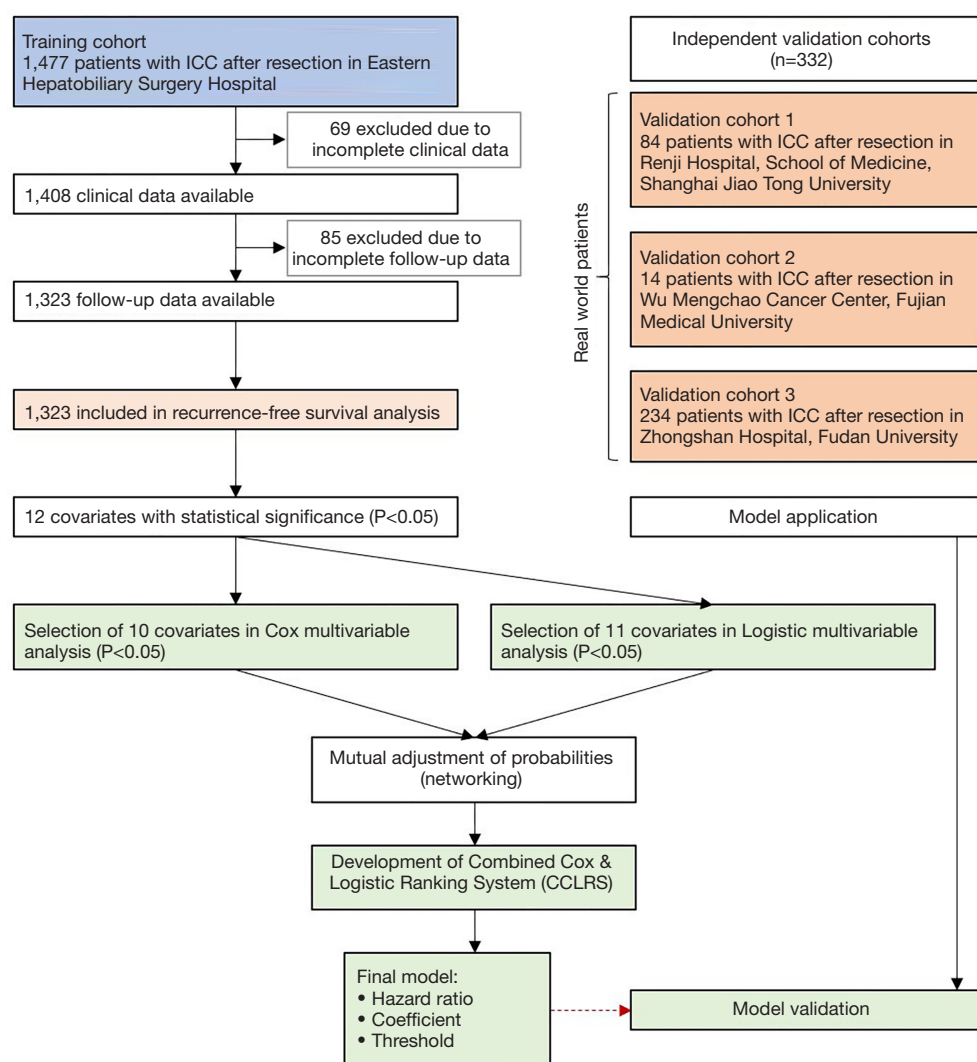 Training cohort
1,477 patients with ICC after resection in Eastern
Hepatobiliary Surgery Hospital
69 excluded due to
incomplete clinical data
1,408 clinical data available
85 excluded due to
incomplete follow-up data
1,323 follow-up data available
1,323 included in recurrence-free survival analysis
Independent validation cohorts
(n=332)
Real world patients
Validation cohort 1
84 patients with ICC after resection in
Renji Hospital, School of Medicine,
Shanghai Jiao Tong University
Validation cohort 2
14 patients with ICC after resection in
Wu Mengchao Cancer Center, Fujian
Medical University
Validation cohort 3
234 patients with ICC after resection in
Zhongshan Hospital, Fudan University
12 covariates with statistical significance (P<0.05)
Model application
Selection of 10 covariates in Cox multivariable
analysis (P<0.05)
Selection of 11 covariates in Logistic multivariable
analysis (P<0.05)
Mutual adjustment of probabilities
(networking)
Development of Combined Cox &
Logistic Ranking System (CCLRS)
Final model:
• Hazard ratio
• Coefficient
• Threshold
Model validation